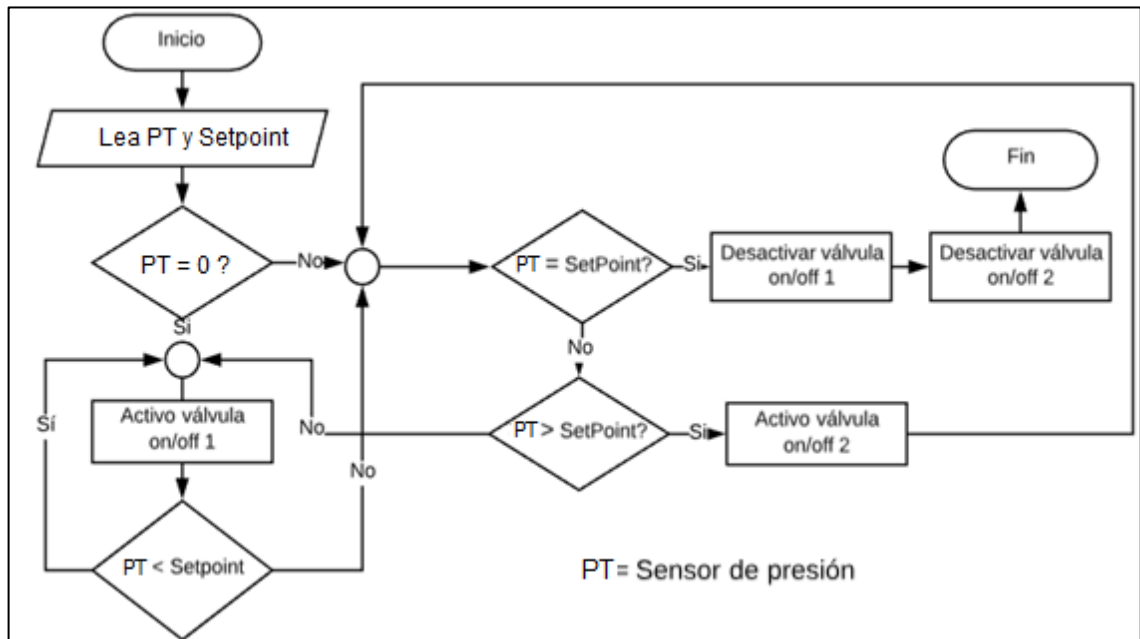 Inicio
Lea PT y Setpoint
PT = 0 ?
No
Si
Activo válvula
on/off 1
Sí
PT < Setpoint
No
No
PT = SetPoint?
Si
Desactivar válvula
on/off 1
Desactivar válvula
on/off 2
Fin
No
PT > SetPoint?
Si
Activo válvula
on/off 2
PT = Sensor de presión